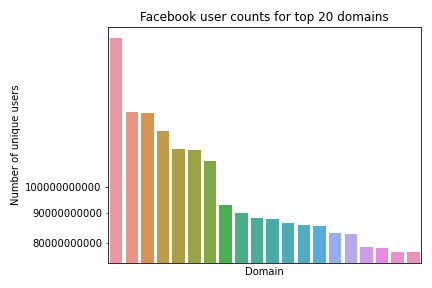 Facebook user counts for top 20 domains
Number of unique users
100000000000
90000000000
80000000000
Domain